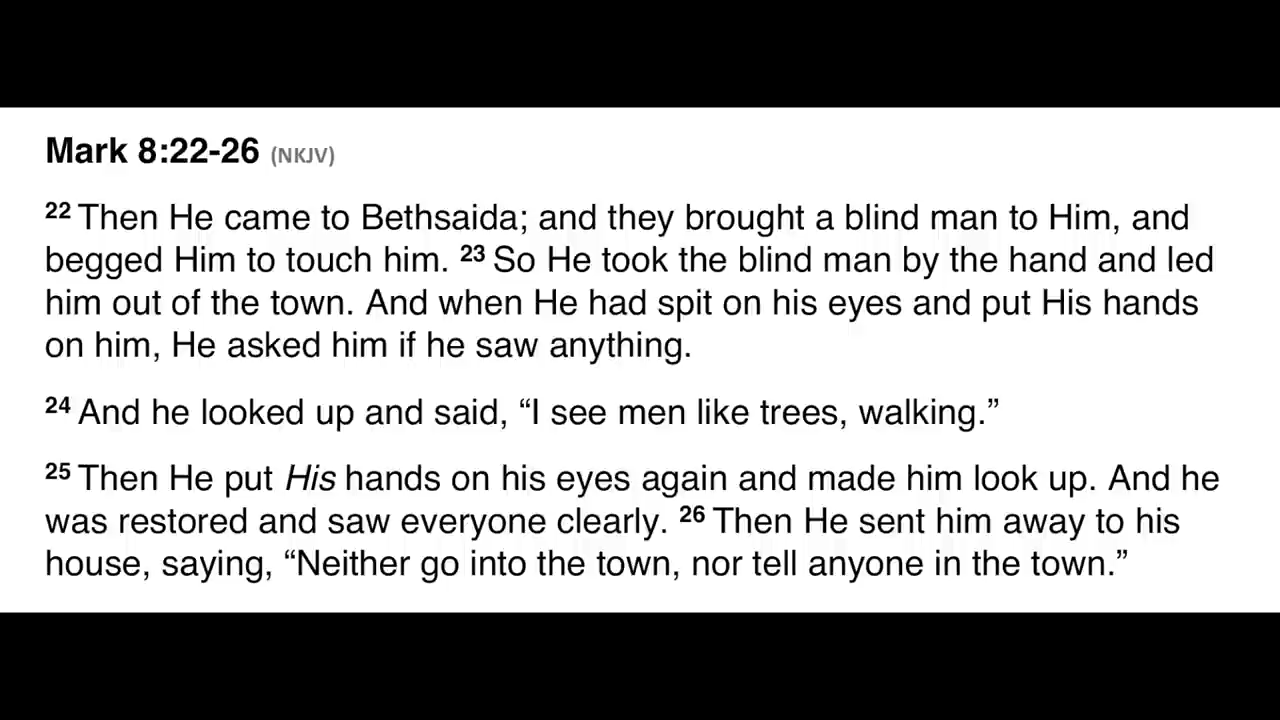 Mark 8:22-26 (NKJV)
22 Then He came to Bethsaida; and they brought a blind man to Him, and
begged Him to touch him. 23 So He took the blind man by the hand and led
him out of the town. And when He had spit on his eyes and put His hands
on him, He asked him if he saw anything.
24 And he looked up and said, “I see men like trees, walking.”
25 Then He put His hands on his eyes again and made him look up. And he
was restored and saw everyone clearly. 26 Then He sent him away to his
house, saying, “Neither go into the town, nor tell anyone in the town.”